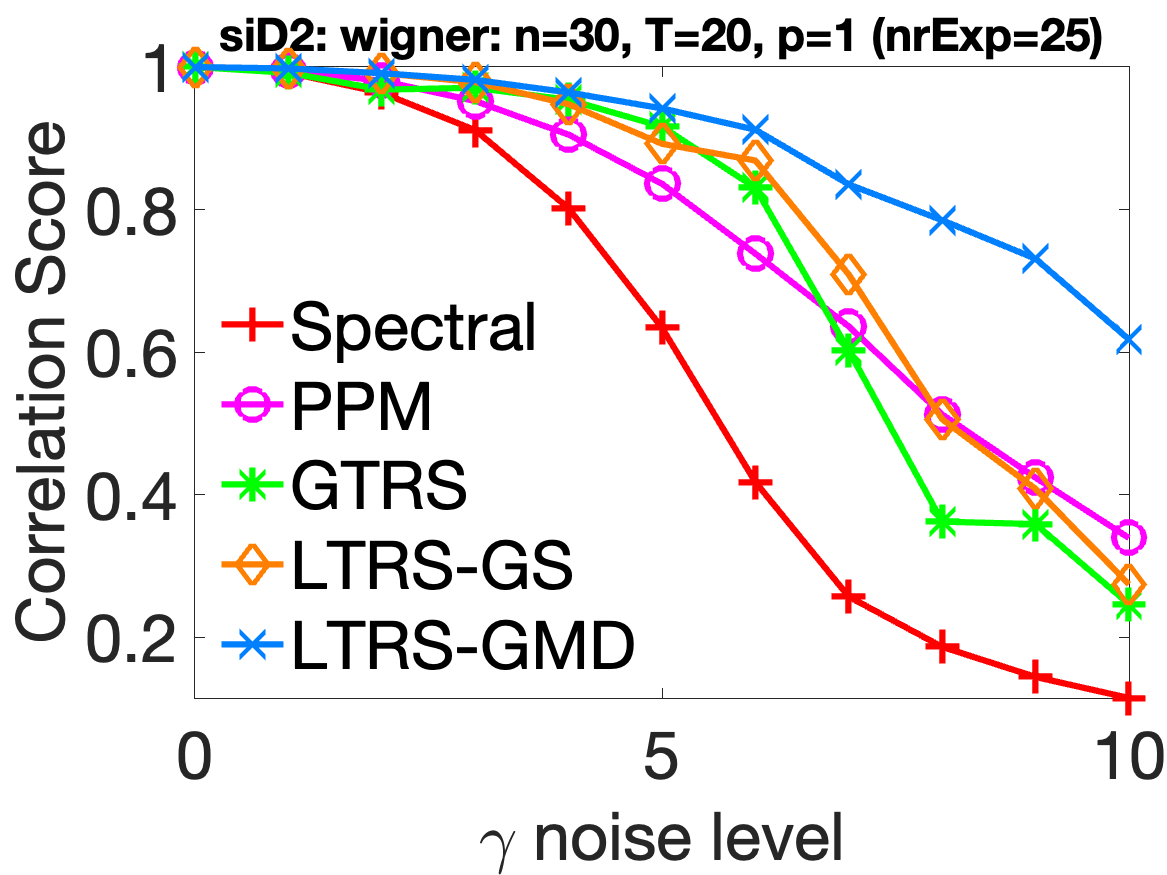 siD2: wigner: n=30, T=20, p=1 (nrExp=25)
Correlation Score
1
0.8
0.6
0.4
0.2
Spectral
PPM
GTRS
LTRS-GS
LTRS-GMD
0 5 10
γ noise level